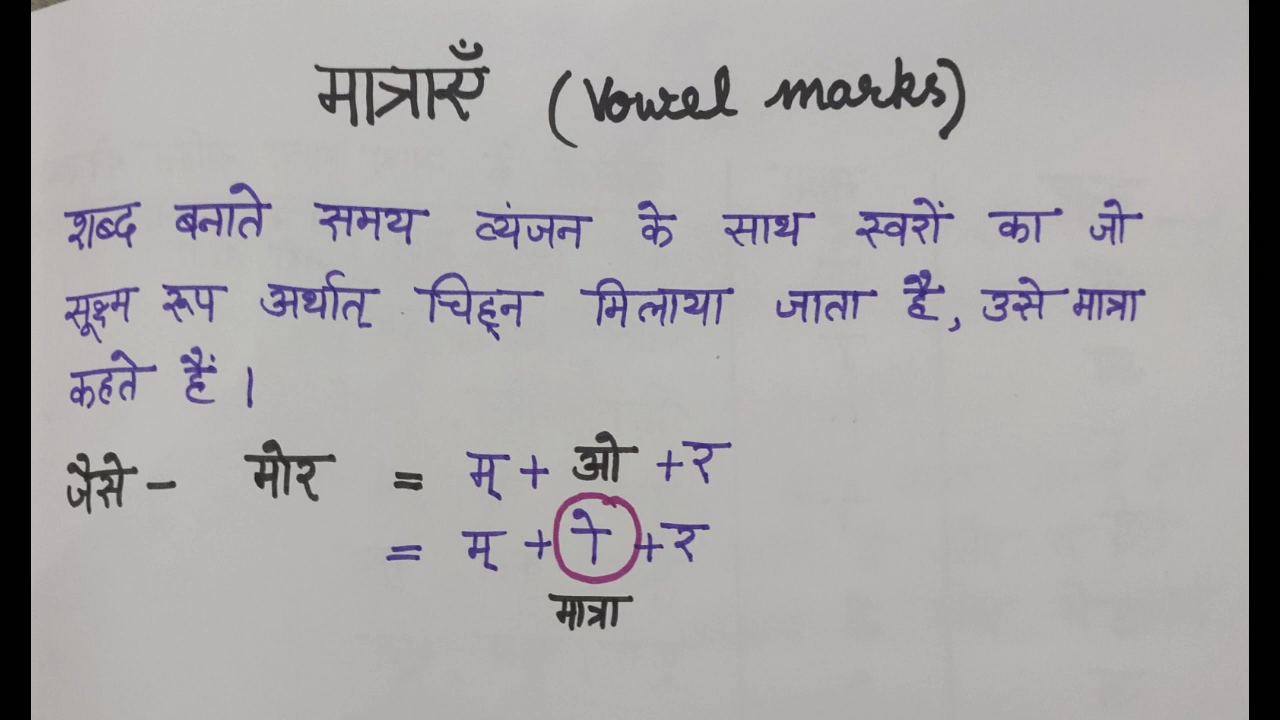 मात्राएँ (Vowel marks)
शब्द बनाते समय व्यंजन के साथ स्वरों का जो
सूक्ष्म रूप अर्थात् चिह्न मिलाया जाता है, उसे मात्रा
कहते हैं ।
जैसे - मोर = म् + ओ + र
= म् + ो + र
मात्रा